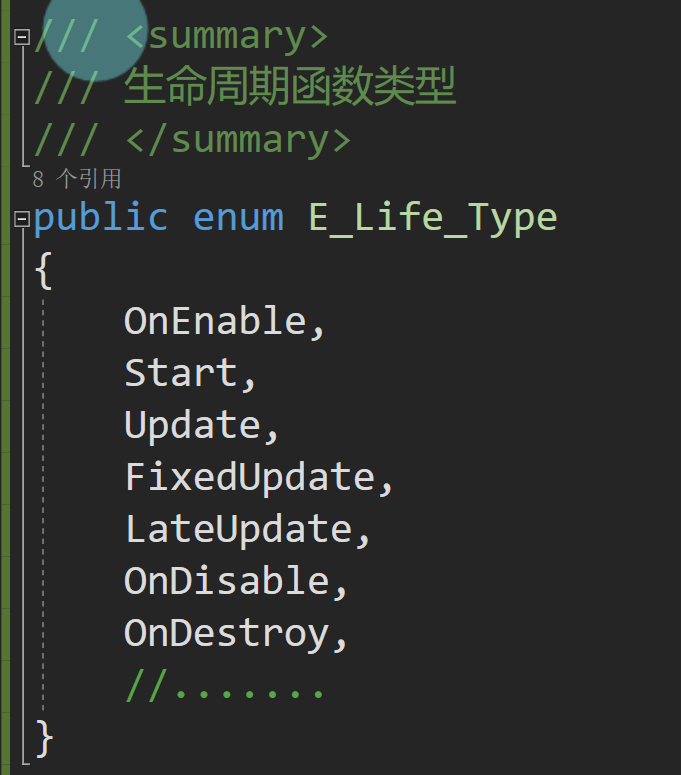 /// <summary>
/// 生命周期函数类型
/// </summary>
8 个引用
public enum E_Life_Type
{
OnEnable,
Start,
Update,
FixedUpdate,
LateUpdate,
OnDisable,
OnDestroy,
//.......
}